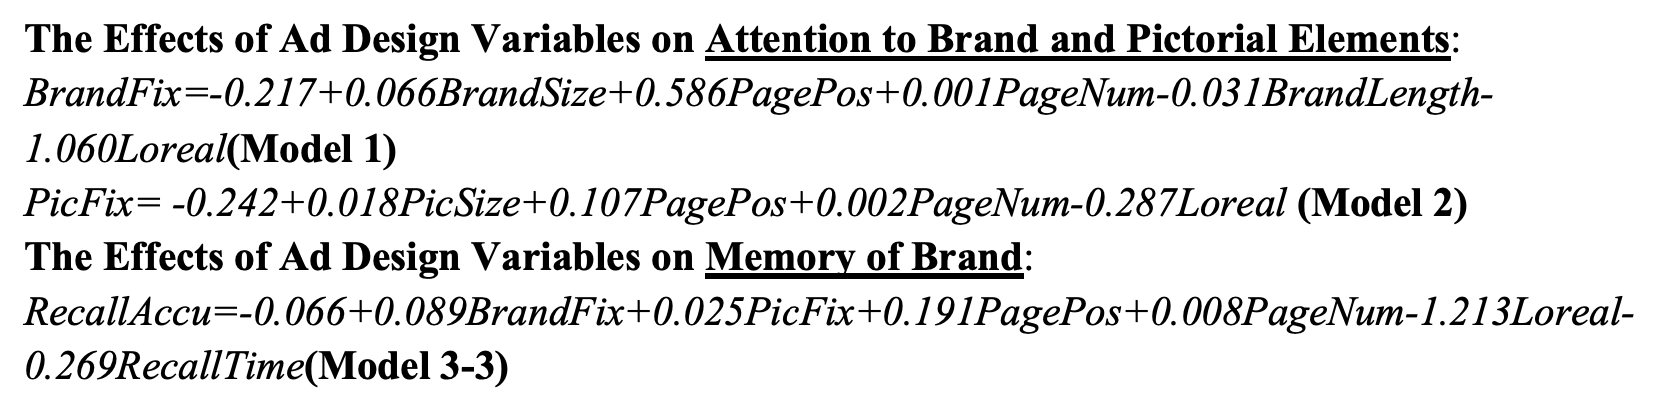 The Effects of Ad Design Variables on Attention to Brand and Pictorial Elements:
BrandFix=-0.217+0.066BrandSize+0.586PagePos+0.001PageNum-0.031BrandLength-
1.060Loreal(Model 1)
PicFix= -0.242+0.018PicSize+0.107PagePos+0.002PageNum-0.287Loreal (Model 2)
The Effects of Ad Design Variables on Memory of Brand:
RecallAccu=-0.066+0.089BrandFix+0.025PicFix+0.191PagePos+0.008PageNum-1.213Loreal-
0.269RecallTime(Model 3-3)